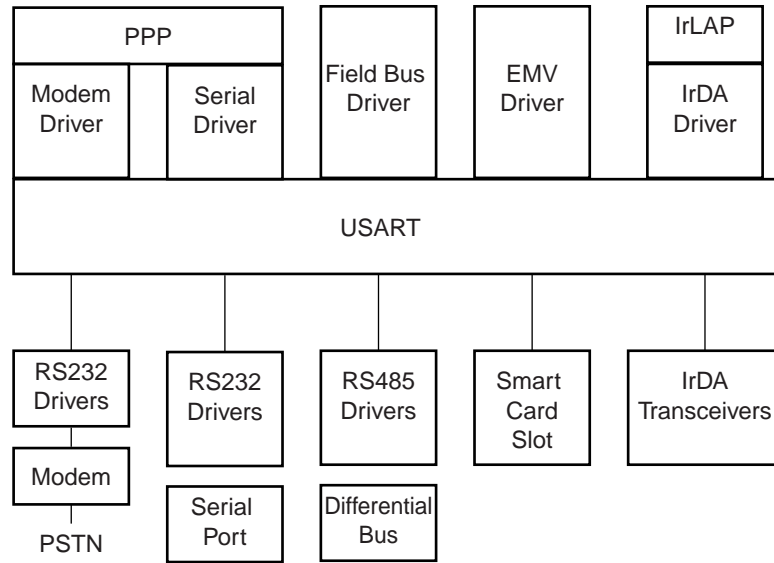 PPP
IrLAP
Modem
Driver
Serial
Driver
Field Bus
Driver
EMV
Driver
IrDA
Driver
USART
RS232
Drivers
RS232
Drivers
RS485
Drivers
Smart
Card
Slot
IrDA
Transceivers
Modem
Serial
Port
Differential
Bus
PSTN